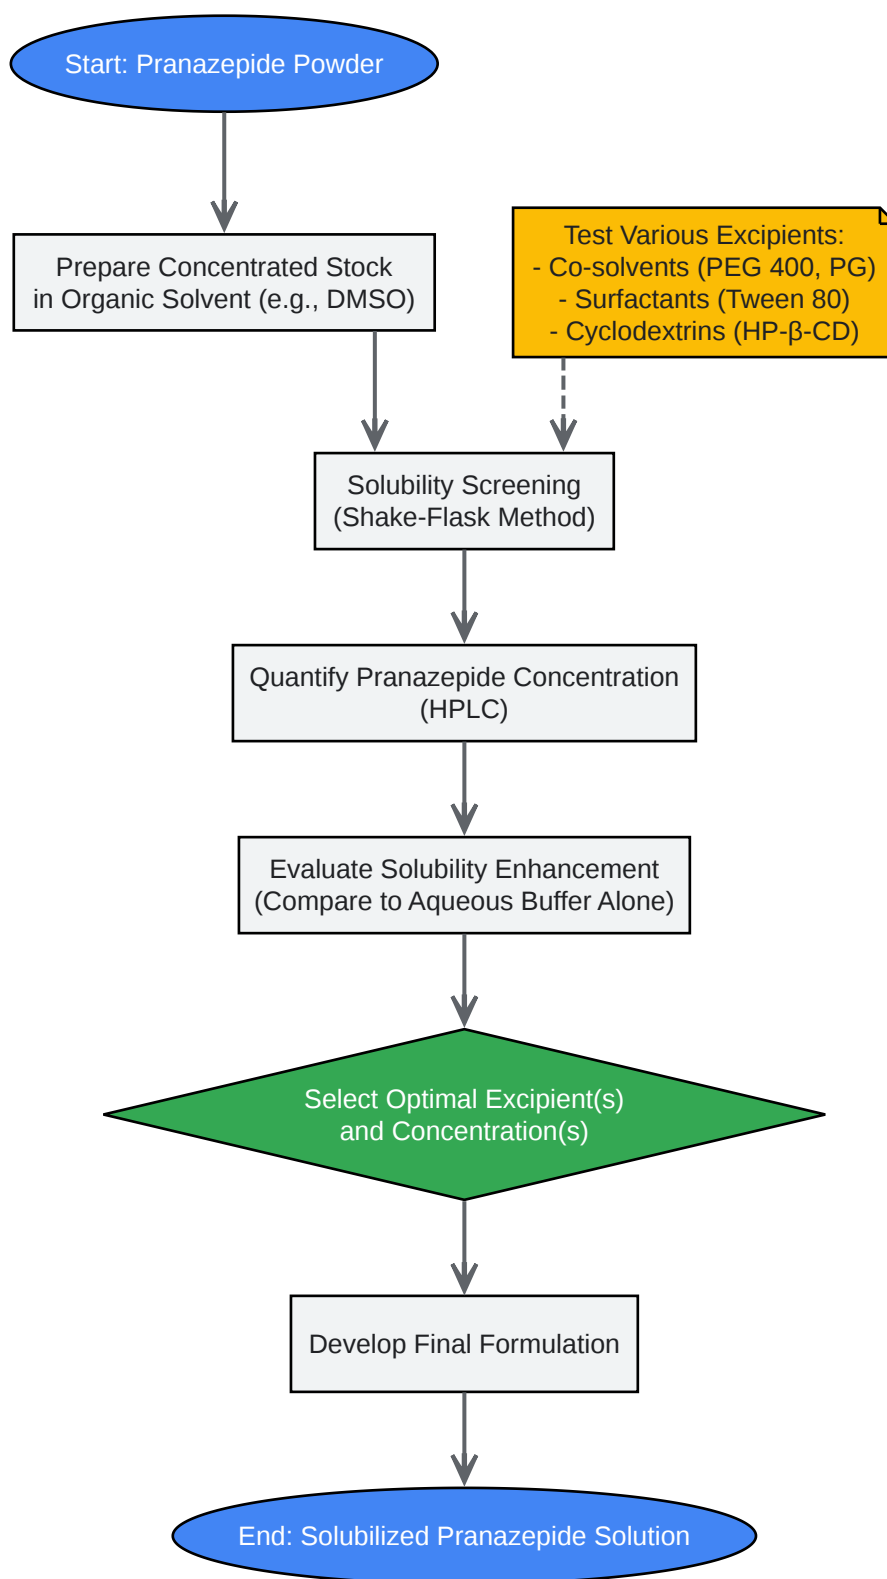 Start: Pranazepide Powder
Prepare Concentrated Stock
in Organic Solvent (e.g., DMSO)
Test Various Excipients:
- Co-solvents (PEG 400, PG)
- Surfactants (Tween 80)
- Cyclodextrins (HP-β-CD)
Solubility Screening
(Shake-Flask Method)
Quantify Pranazepide Concentration
(HPLC)
Evaluate Solubility Enhancement
(Compare to Aqueous Buffer Alone)
Select Optimal Excipient(s)
and Concentration(s)
Develop Final Formulation
End: Solubilized Pranazepide Solution